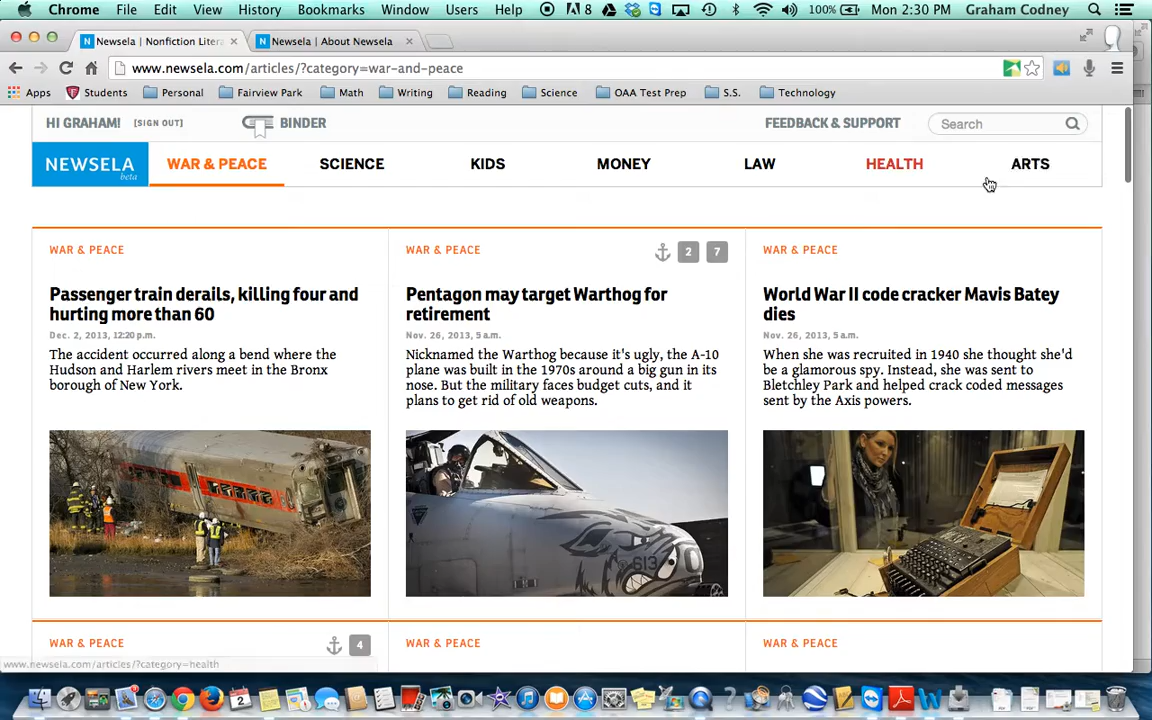 Chrome File Edit View History Bookmarks Window Users Help 8 100% Mon 2:30 PM Graham Codney
Newsela | Nonfiction Litera Newsela | About Newsela
www.newsela.com/articles/?category=war-and-peace
Apps Students Personal Fairview Park Math Writing Reading Science OAA Test Prep S.S. Technology
HI GRAHAM! [SIGN OUT] BINDER FEEDBACK & SUPPORT Search
NEWSELA beta WAR & PEACE SCIENCE KIDS MONEY LAW HEALTH ARTS
WAR & PEACE
Passenger train derails, killing four and
hurting more than 60
Dec. 2, 2013, 12:20 p.m.
The accident occurred along a bend where the
Hudson and Harlem rivers meet in the Bronx
borough of New York.
WAR & PEACE 2 7
Pentagon may target Warthog for
retirement
Nov. 26, 2013, 5 a.m.
Nicknamed the Warthog because it's ugly, the A-10
plane was built in the 1970s around a big gun in its
nose. But the military faces budget cuts, and it
plans to get rid of old weapons.
613
WAR & PEACE
World War II code cracker Mavis Batey
dies
Nov. 26, 2013, 5 a.m.
When she was recruited in 1940 she thought she'd
be a glamorous spy. Instead, she was sent to
Bletchley Park and helped crack coded messages
sent by the Axis powers.
WAR & PEACE 4
WAR & PEACE
WAR & PEACE
www.newsela.com/articles/?category=health